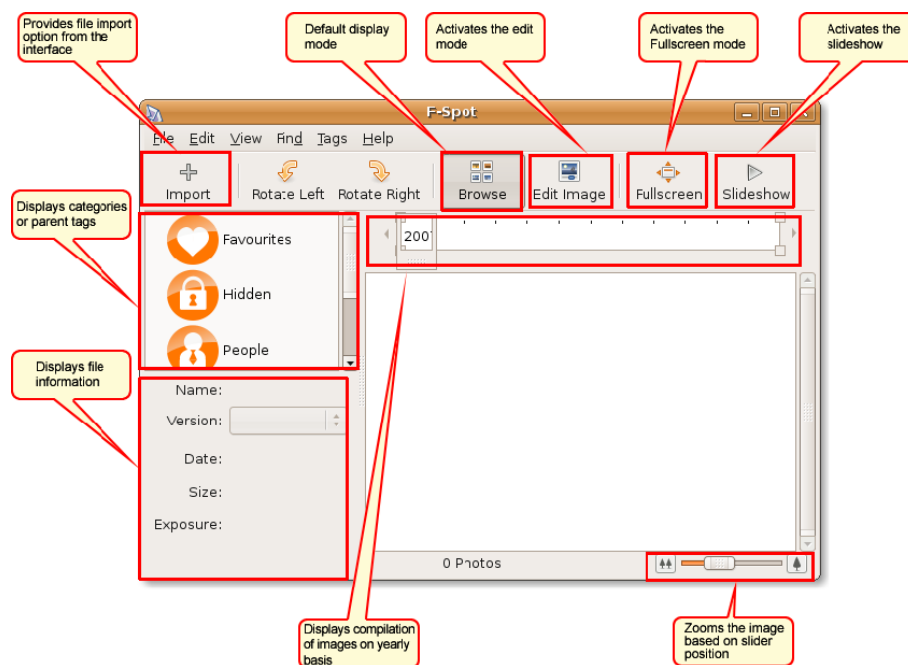 Provides file import
option from the
interface
Default display
mode
Activates the edit
mode
Activates the
Fullscreen mode
Activates the
slideshow
F-Spot
File Edit View Find Tags Help
Import Rotate Left Rotate Right Browse Edit Image Fullscreen Slideshow
Displays categories
or parent tags
Favourites
Hidden
People
200
Displays file
information
Name:
Version:
Date:
Size:
Exposure:
0 Photos
Displays compilation
of images on yearly
basis
Zooms the image
based on slider
position